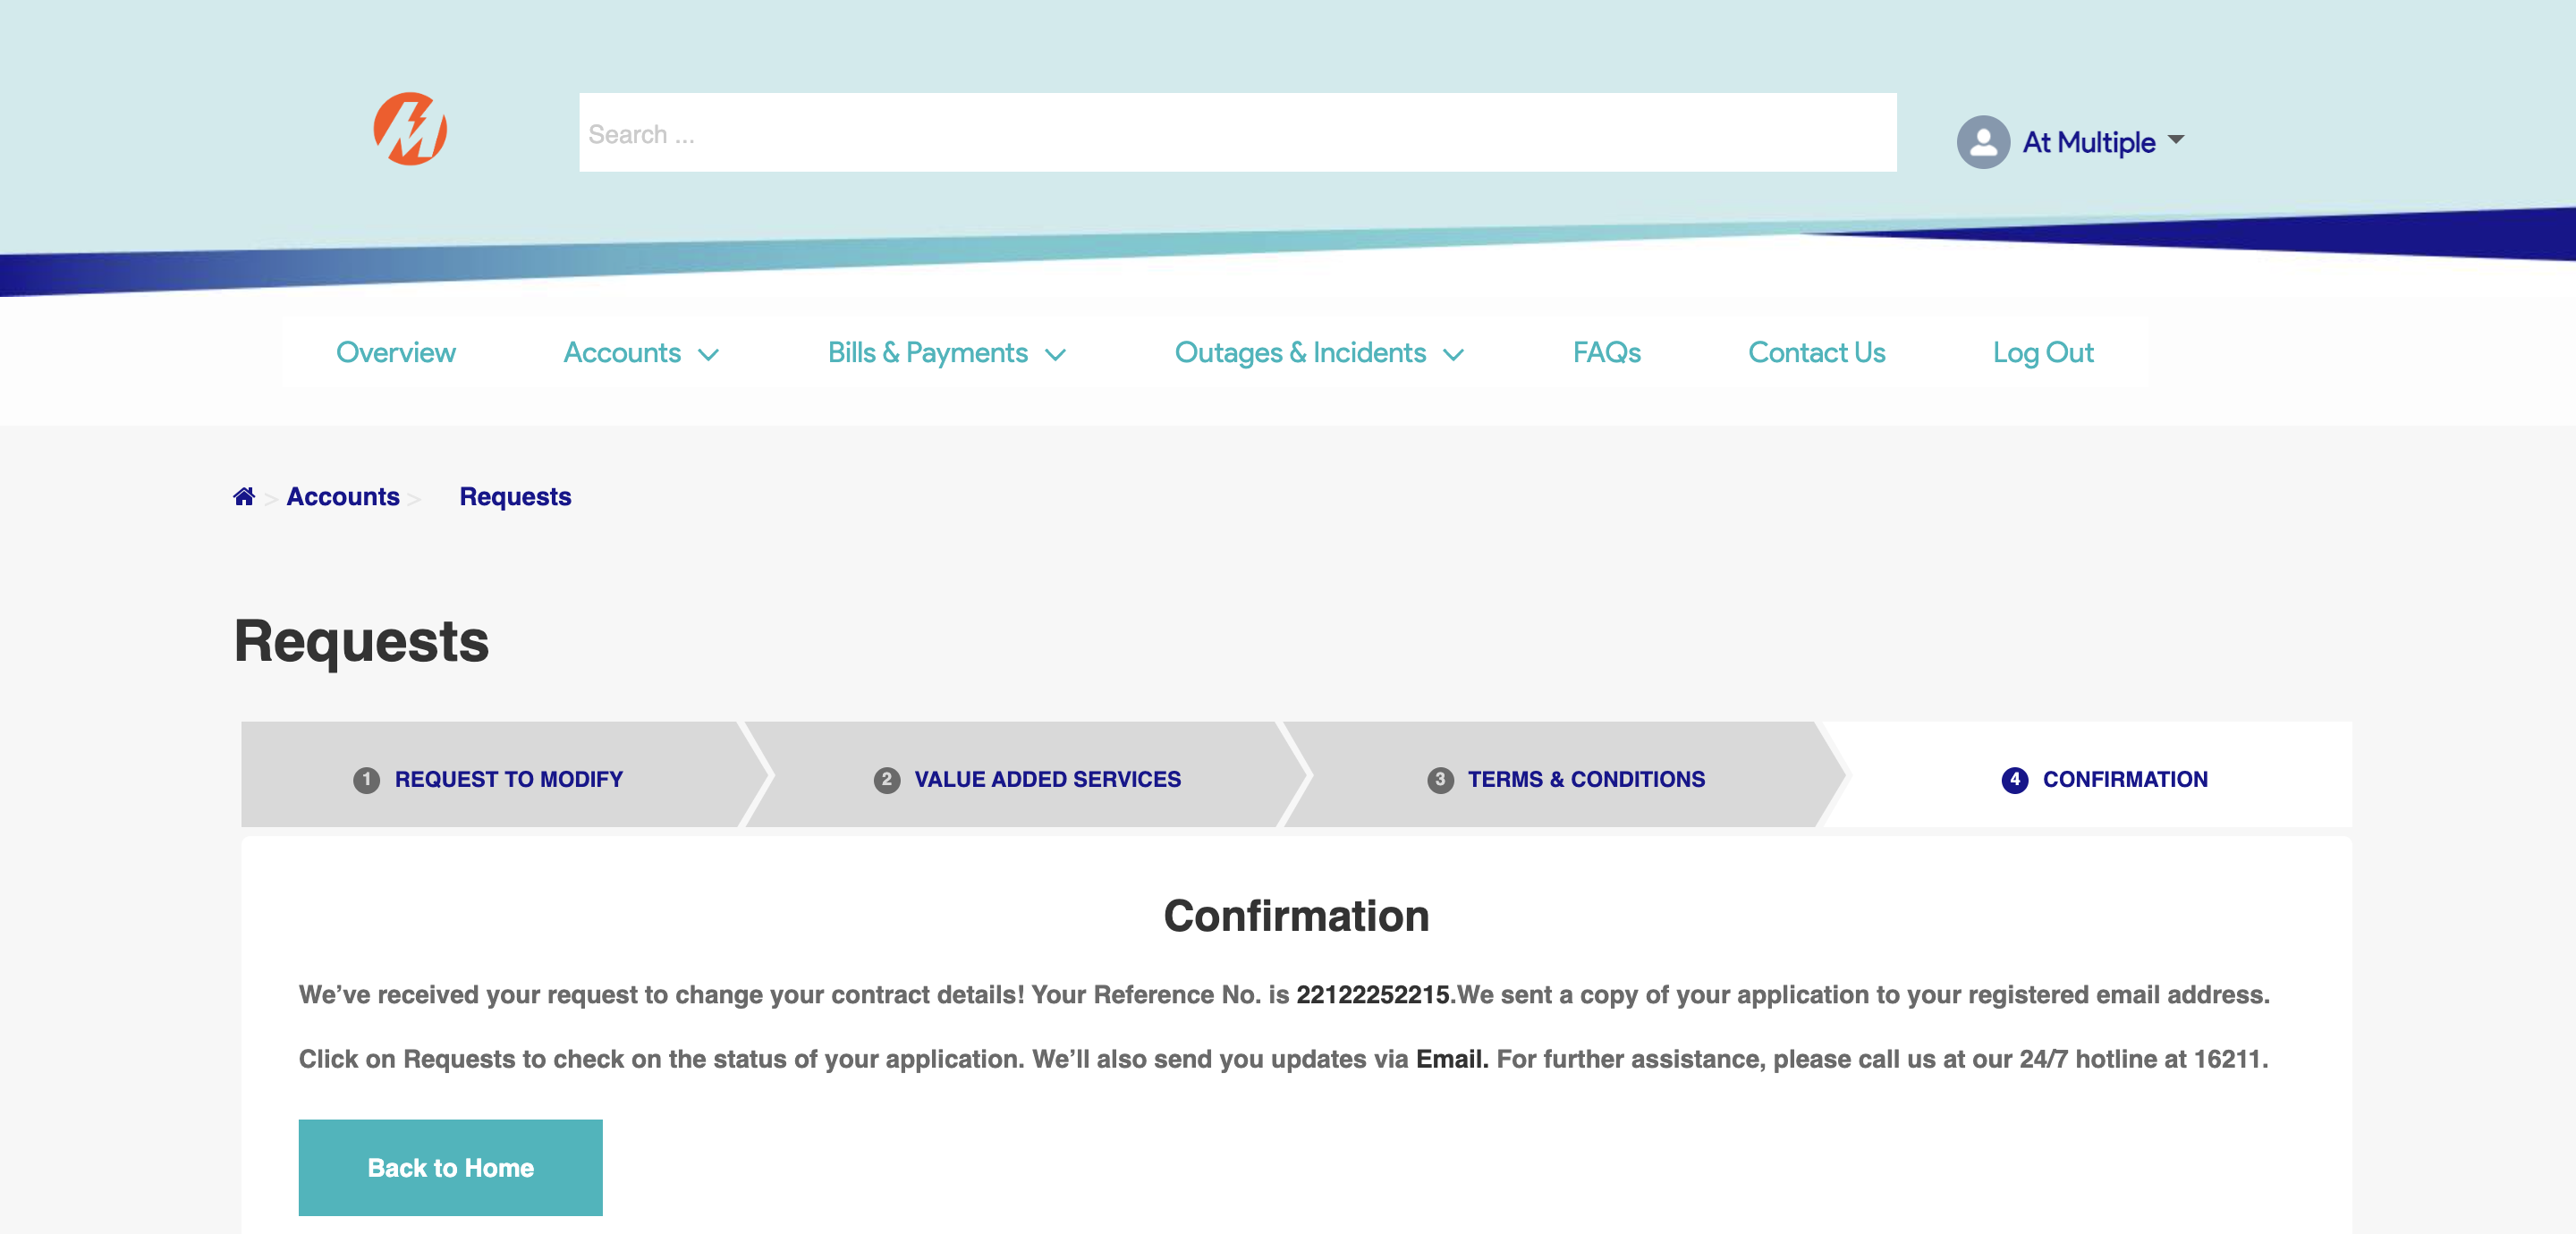 Search ...
At Multiple
Overview Accounts Bills & Payments Outages & Incidents FAQs Contact Us Log Out
> Accounts > Requests
Requests
1 REQUEST TO MODIFY 2 VALUE ADDED SERVICES 3 TERMS & CONDITIONS 4 CONFIRMATION
Confirmation
We’ve received your request to change your contract details! Your Reference No. is 22122252215.We sent a copy of your application to your registered email address.
Click on Requests to check on the status of your application. We’ll also send you updates via Email. For further assistance, please call us at our 24/7 hotline at 16211.
Back to Home